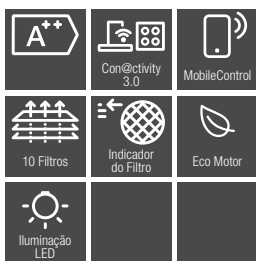 A++
Con@ctivity
3.0
MobileControl
10 Filtros
Indicador
do Filtro
Eco Motor
Iluminação
LED